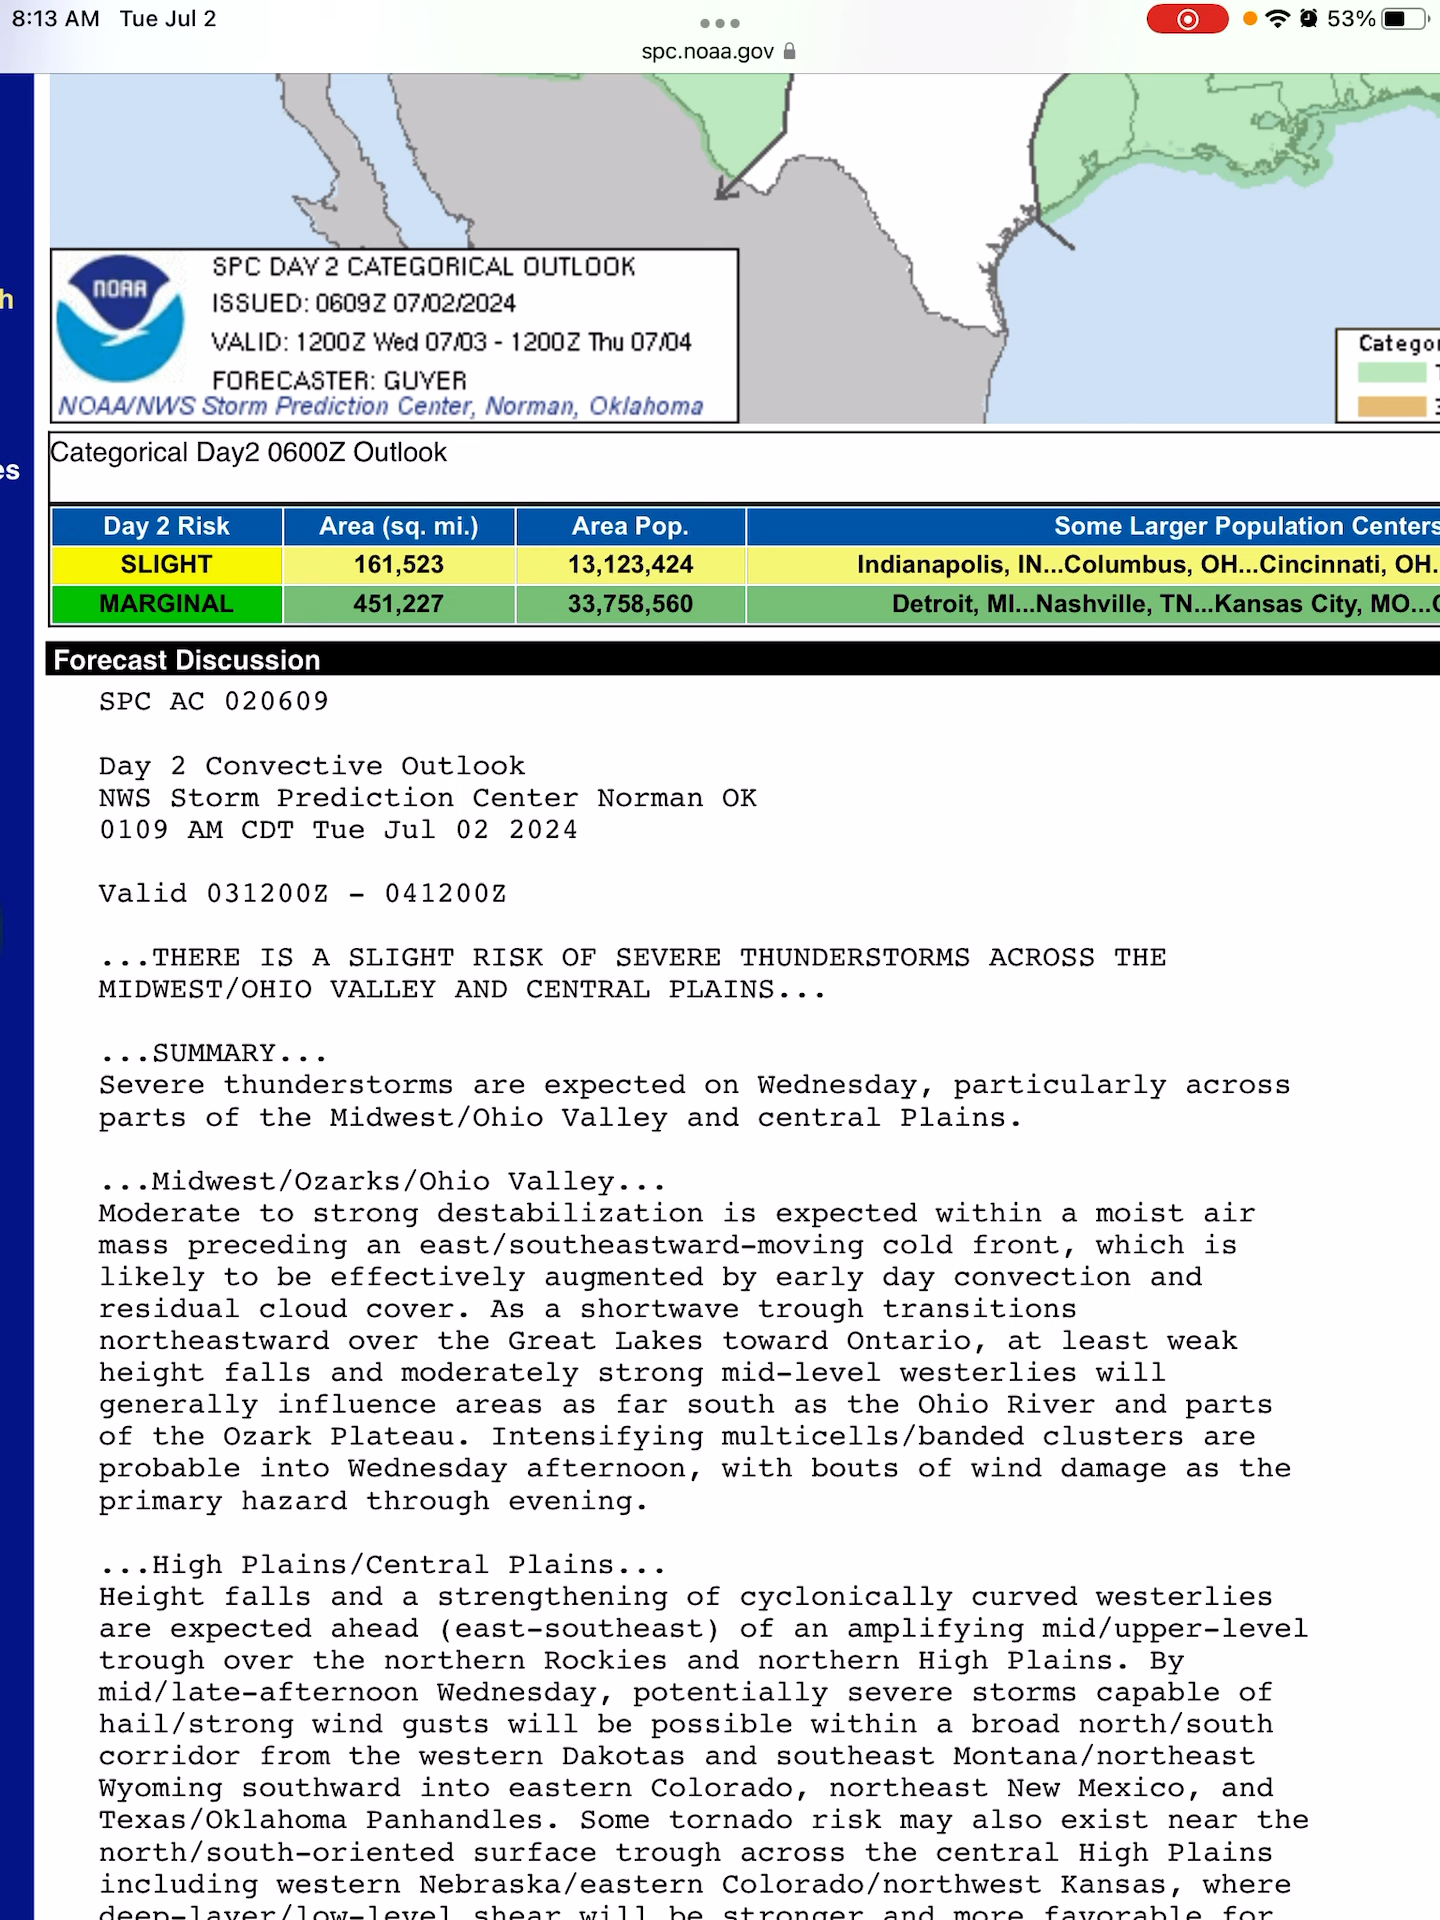 8:13 AM Tue Jul 2
53%
spc.noaa.gov
NOAA
SPC DAY 2 CATEGORICAL OUTLOOK
ISSUED: 0609Z 07/02/2024
VALID: 1200Z Wed 07/03 - 1200Z Thu 07/04
FORECASTER: GUYER
NOAA/NWS Storm Prediction Center, Norman, Oklahoma
h
es
Categorical Day2 0600Z Outlook
Day 2 Risk Area (sq. mi.) Area Pop. Some Larger Population Centers
SLIGHT 161,523 13,123,424 Indianapolis, IN...Columbus, OH...Cincinnati, OH.
MARGINAL 451,227 33,758,560 Detroit, MI...Nashville, TN...Kansas City, MO...
Forecast Discussion
SPC AC 020609
Day 2 Convective Outlook
NWS Storm Prediction Center Norman OK
0109 AM CDT Tue Jul 02 2024
Valid 031200Z - 041200Z
...THERE IS A SLIGHT RISK OF SEVERE THUNDERSTORMS ACROSS THE
MIDWEST/OHIO VALLEY AND CENTRAL PLAINS...
...SUMMARY...
Severe thunderstorms are expected on Wednesday, particularly across
parts of the Midwest/Ohio Valley and central Plains.
...Midwest/Ozarks/Ohio Valley...
Moderate to strong destabilization is expected within a moist air
mass preceding an east/southeastward-moving cold front, which is
likely to be effectively augmented by early day convection and
residual cloud cover. As a shortwave trough transitions
northeastward over the Great Lakes toward Ontario, at least weak
height falls and moderately strong mid-level westerlies will
generally influence areas as far south as the Ohio River and parts
of the Ozark Plateau. Intensifying multicells/banded clusters are
probable into Wednesday afternoon, with bouts of wind damage as the
primary hazard through evening.
...High Plains/Central Plains...
Height falls and a strengthening of cyclonically curved westerlies
are expected ahead (east-southeast) of an amplifying mid/upper-level
trough over the northern Rockies and northern High Plains. By
mid/late-afternoon Wednesday, potentially severe storms capable of
hail/strong wind gusts will be possible within a broad north/south
corridor from the western Dakotas and southeast Montana/northeast
Wyoming southward into eastern Colorado, northeast New Mexico, and
Texas/Oklahoma Panhandles. Some tornado risk may also exist near the
north/south-oriented surface trough across the central High Plains
including western Nebraska/eastern Colorado/northwest Kansas, where
deep-layer/low-level shear will be stronger and more favorable for